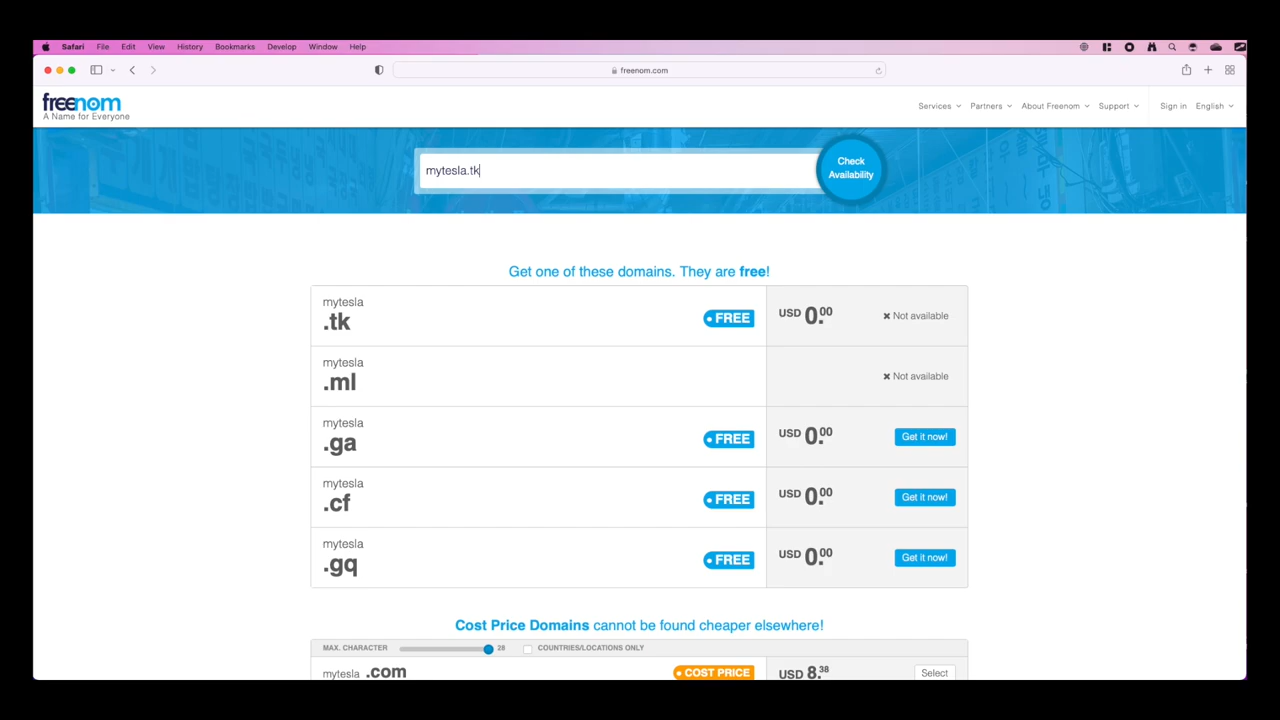 Safari File Edit View History Bookmarks Develop Window Help
freenom.com
freenom
A Name for Everyone
Services Partners About Freenom Support Sign in English
mytesla.tk
Check
Availability
Get one of these domains. They are free!
mytesla
.tk
FREE
USD 0.00
Not available
mytesla
.ml
Not available
mytesla
.ga
FREE
USD 0.00
Get it now!
mytesla
.cf
FREE
USD 0.00
Get it now!
mytesla
.gq
FREE
USD 0.00
Get it now!
Cost Price Domains cannot be found cheaper elsewhere!
MAX. CHARACTER 28 COUNTRIES/LOCATIONS ONLY
mytesla .com COST PRICE USD 8.38 Select